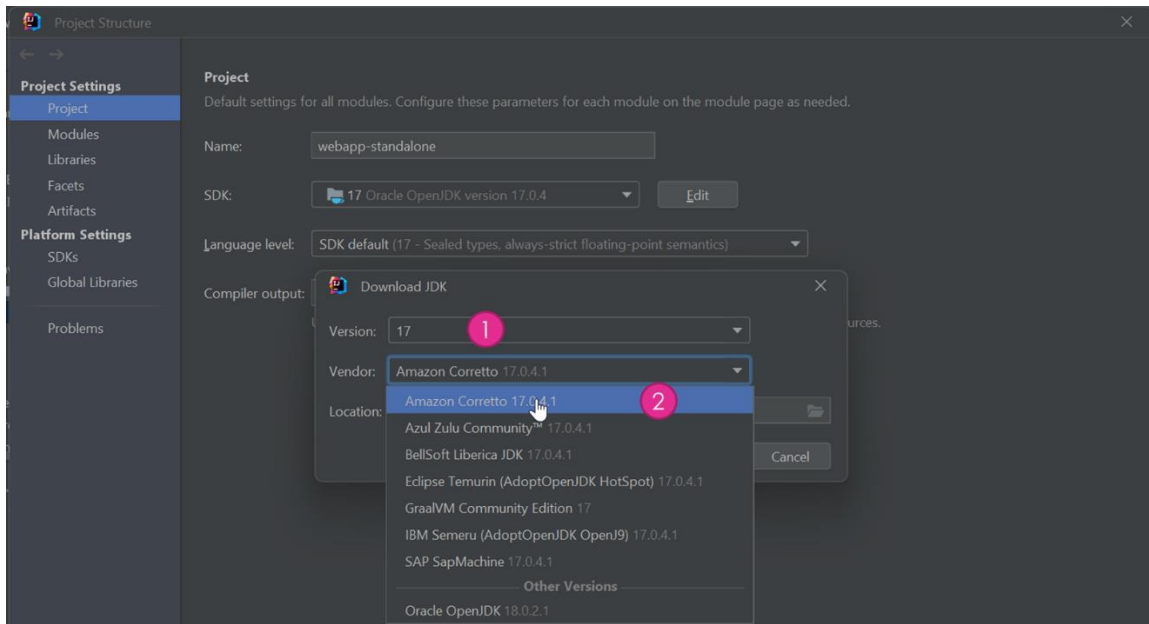 Project Structure
Project Settings
Project
Modules
Libraries
Facets
Artifacts
Platform Settings
SDKs
Global Libraries
Problems
Project
Default settings for all modules. Configure these parameters for each module on the module page as needed.
Name: webapp-standalone
SDK: 17 Oracle OpenJDK version 17.0.4 Edit
Language level: SDK default (17 - Sealed types, always-strict floating-point semantics)
Compiler output:
urces.
Download JDK
Version: 17 1
Vendor: Amazon Corretto 17.0.4.1
Location:
Amazon Corretto 17.0.4.1 2
Azul Zulu Community™ 17.0.4.1
BellSoft Liberica JDK 17.0.4.1
Eclipse Temurin (AdoptOpenJDK HotSpot) 17.0.4.1
GraalVM Community Edition 17
IBM Semeru (AdoptOpenJDK OpenJ9) 17.0.4.1
SAP SapMachine 17.0.4.1
Other Versions
Oracle OpenJDK 18.0.2.1
Cancel